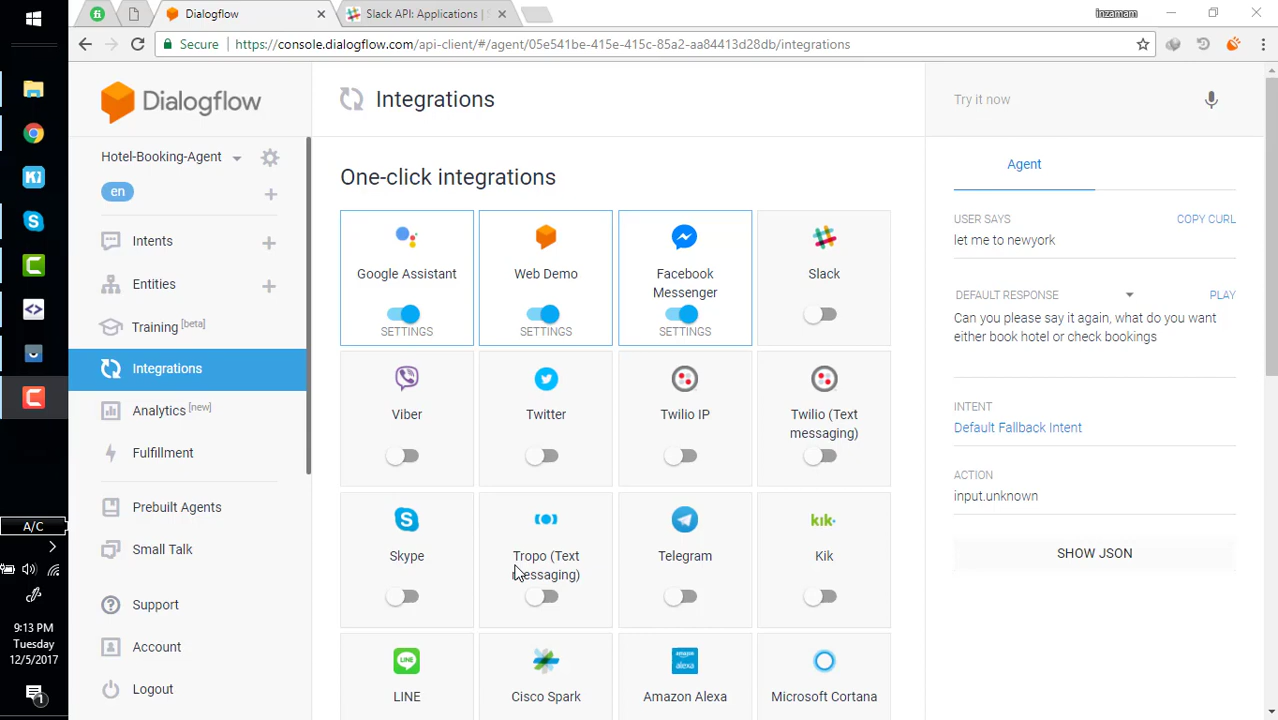 Dialogflow
Slack API: Applications | S
inzamam
Secure
https://console.dialogflow.com/api-client/#/agent/05e541be-415e-415c-85a2-aa84413d28db/integrations
Dialogflow
Integrations
Try it now
Hotel-Booking-Agent
en
Intents
Entities
Training [beta]
Integrations
Analytics [new]
Fulfillment
Prebuilt Agents
Small Talk
Support
Account
Logout
One-click integrations
Google Assistant
SETTINGS
Web Demo
SETTINGS
Facebook
Messenger
SETTINGS
Slack
Viber
Twitter
Twilio IP
Twilio (Text
messaging)
Skype
Tropo (Text
messaging)
Telegram
kik.
Kik
LINE
LINE
Cisco Spark
amazon
alexa
Amazon Alexa
Microsoft Cortana
Agent
USER SAYS
COPY CURL
let me to newyork
DEFAULT RESPONSE
PLAY
Can you please say it again, what do you want
either book hotel or check bookings
INTENT
Default Fallback Intent
ACTION
input.unknown
SHOW JSON
A/C
9:13 PM
Tuesday
12/5/2017
1